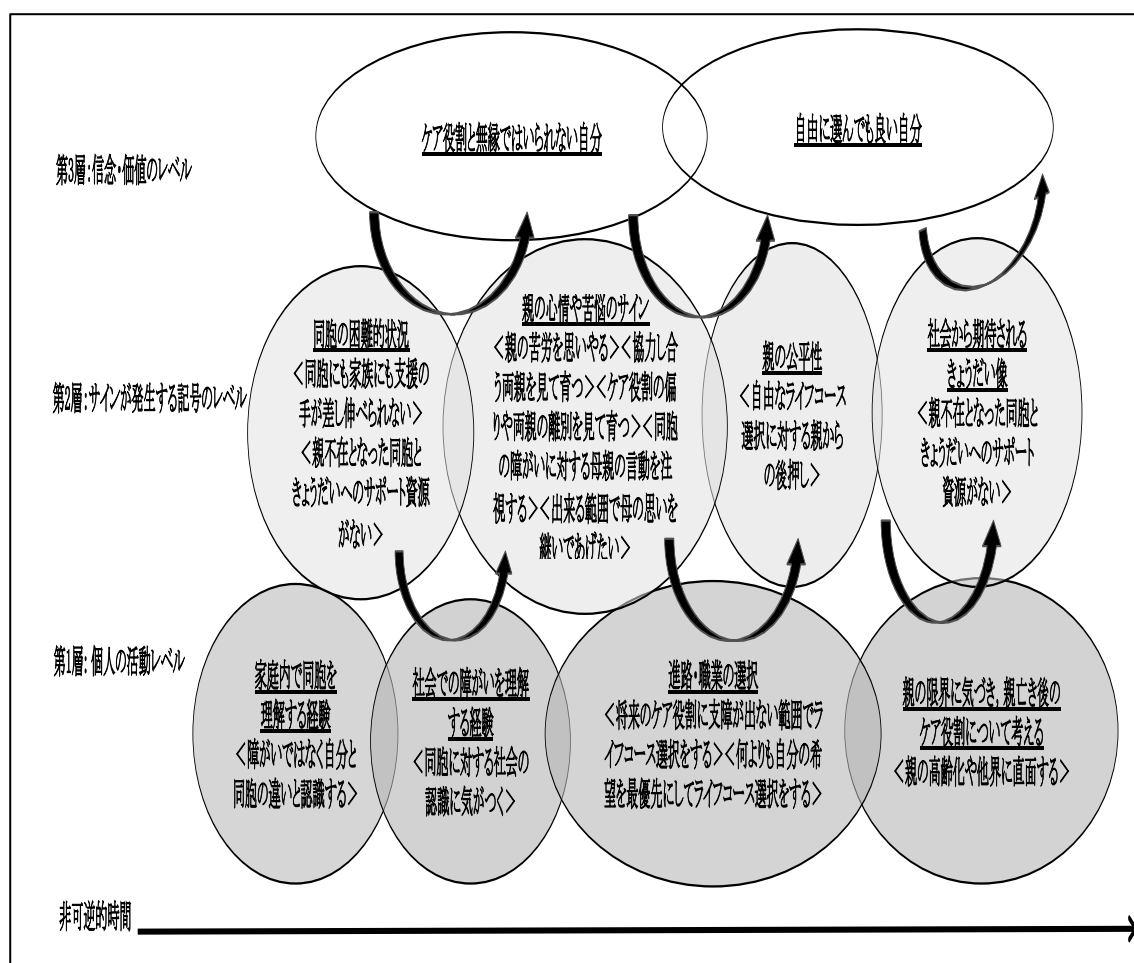 ケア役割と無縁ではいられない自分
自由に選んでも良い自分
第3層:信念・価値のレベル
同胞の困難的状況
<同胞にも家族にも支援の
手が差し伸べられない>
<親不在となった同胞と
きょうだいへのサポート資源
がない>
親の心情や苦悩のサイン
<親の苦労を思いやる><協力し合
う両親を見て育つ><ケア役割の偏
りや両親の離別を見て育つ><同胞
の障がいに対する母親の言動を注
視する><出来る範囲で母の思いを
継いであげたい>
親の公平性
<自由なライフコース
選択に対する親から
の後押し>
社会から期待される
きょうだい像
<親不在となった同胞と
きょうだいへのサポート
資源がない>
第2層:サインが発生する記号のレベル
第1層:個人の活動レベル
家庭内で同胞を
理解する経験
<障がいではなく自分と
同胞の違いと認識する>
社会での障がいを理解
する経験
<同胞に対する社会の
認識に気がつく>
進路・職業の選択
<将来のケア役割に支障が出ない範囲でラ
イフコース選択をする><何よりも自分の希
望を最優先にしてライフコース選択をする>
親の限界に気づき,親亡き後の
ケア役割について考える
<親の高齢化や他界に直面する>
非可逆的時間